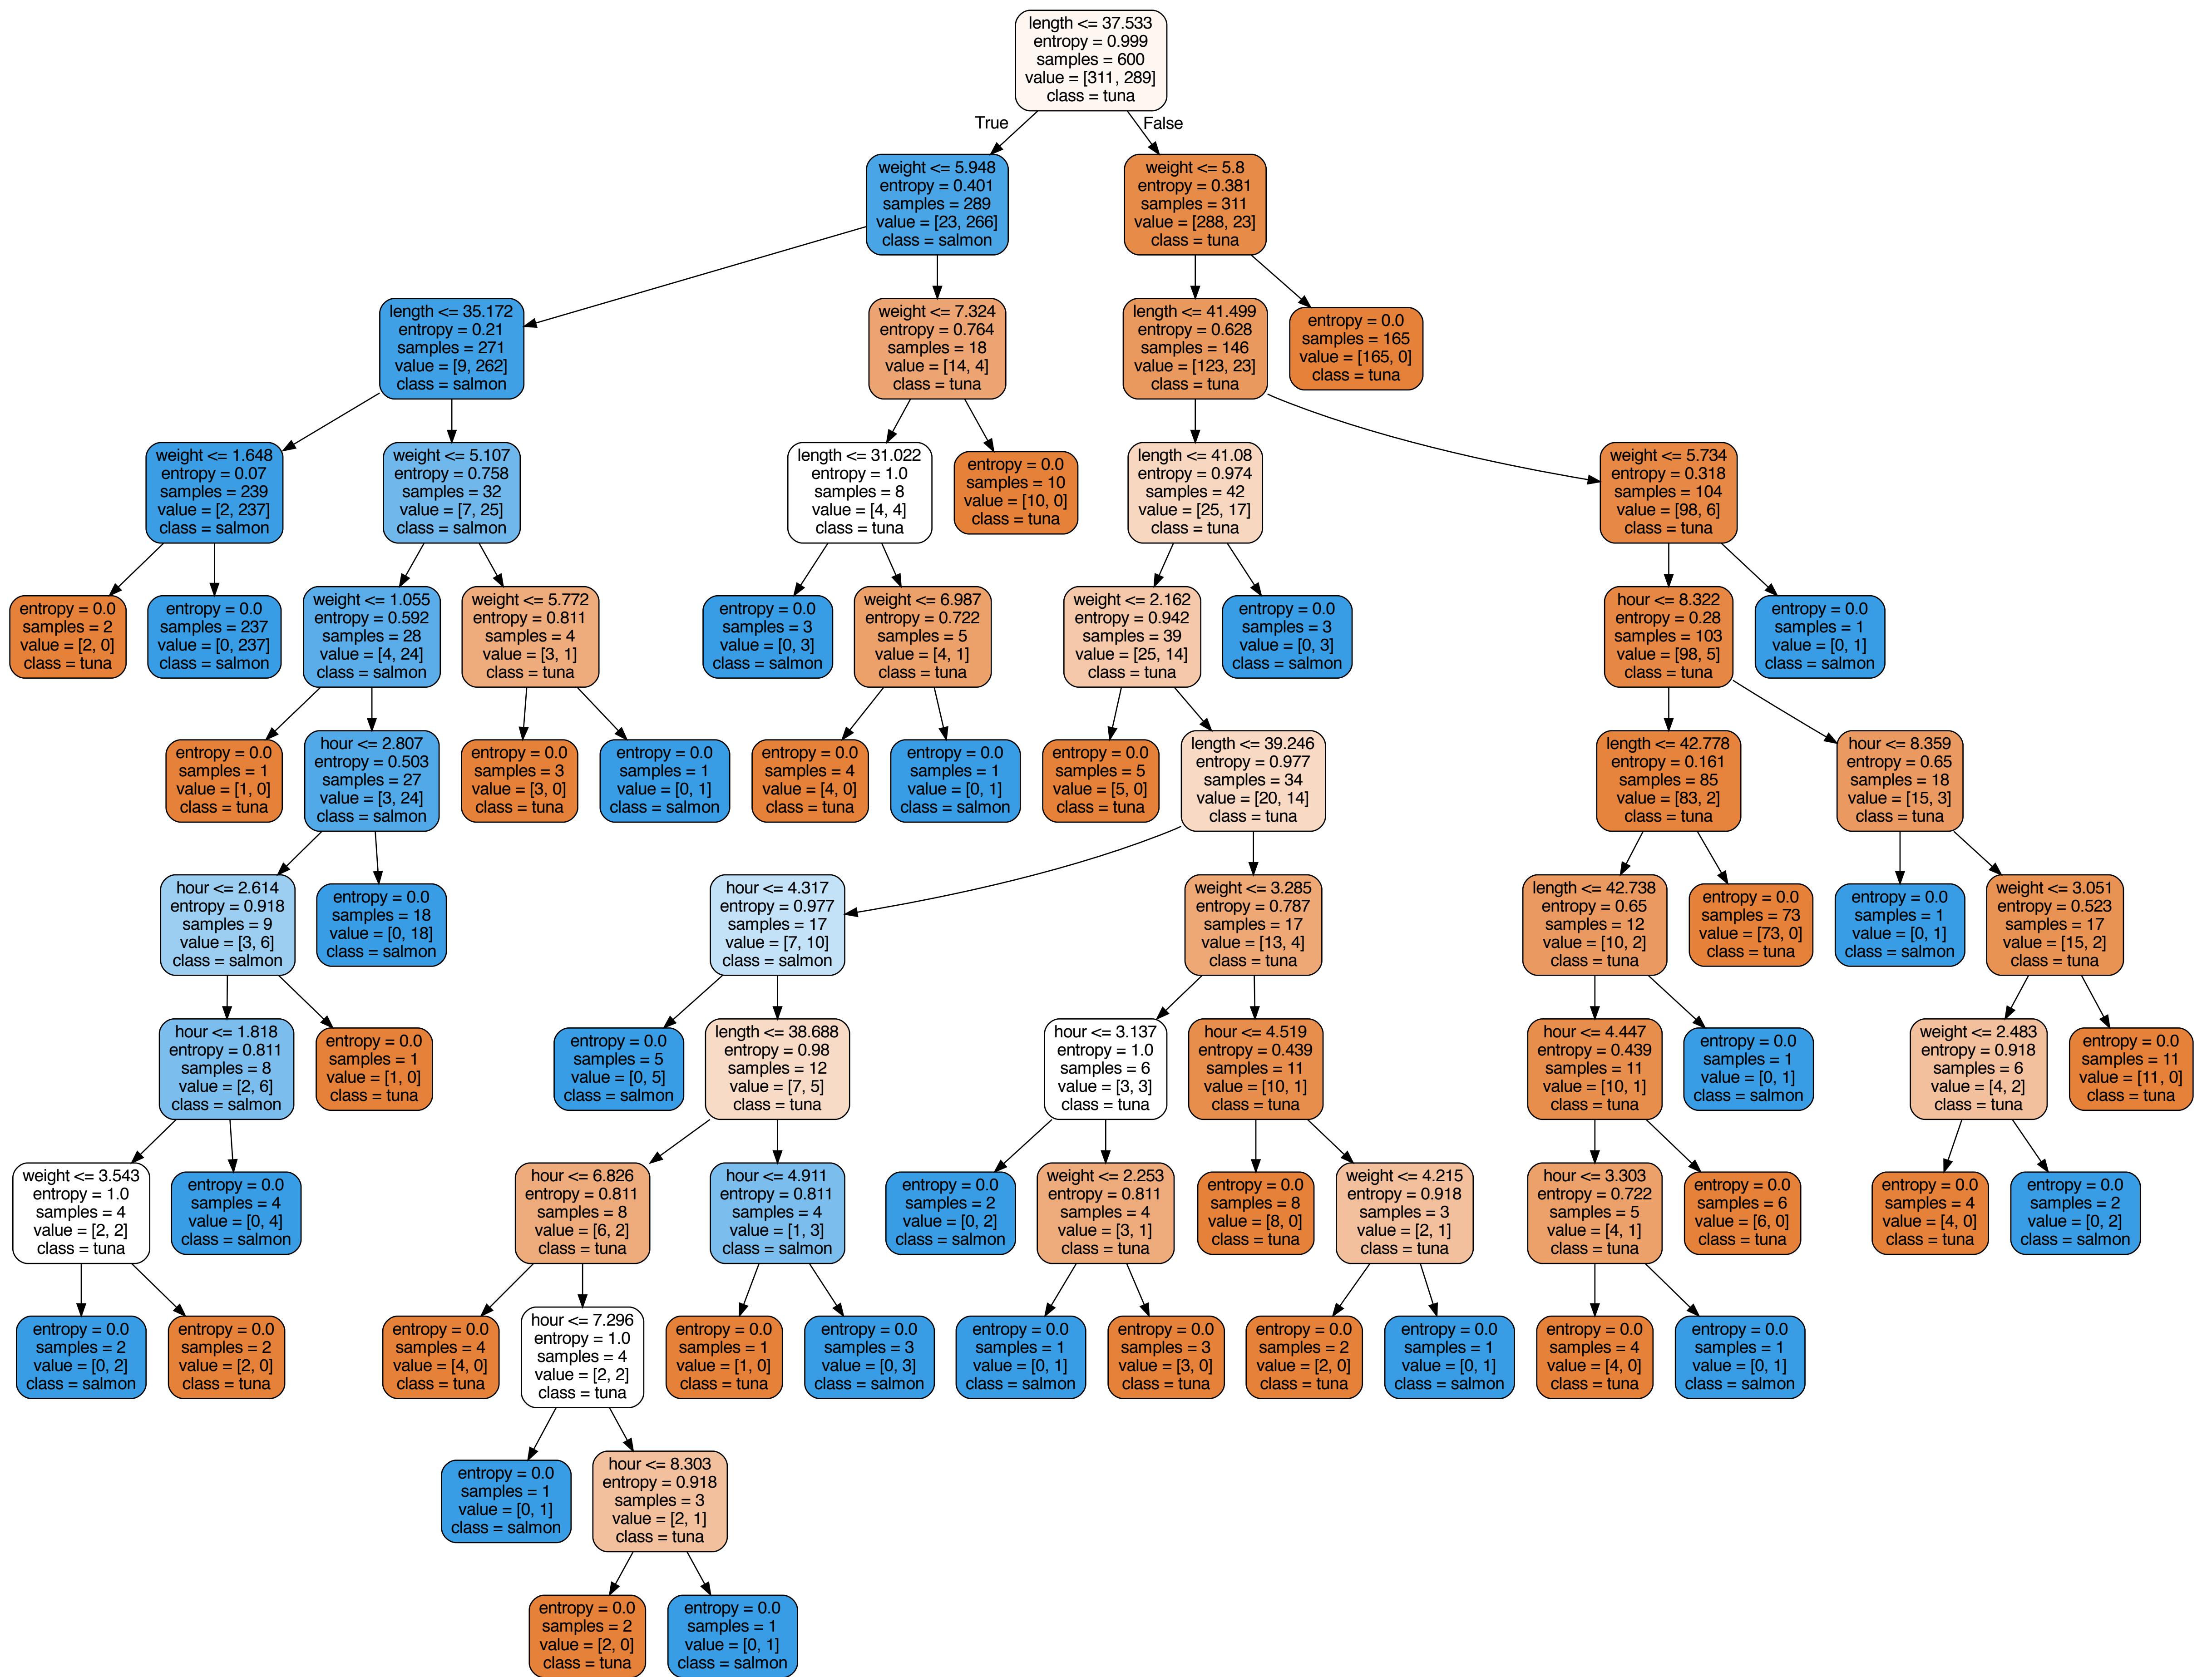 length <= 37.533
entropy = 0.999
samples = 600
value = [311, 289]
class = tuna
True
False
weight <= 5.948
entropy = 0.401
samples = 289
value = [23, 266]
class = salmon
weight <= 5.8
entropy = 0.381
samples = 311
value = [288, 23]
class = tuna
length <= 35.172
entropy = 0.21
samples = 271
value = [9, 262]
class = salmon
weight <= 7.324
entropy = 0.764
samples = 18
value = [14, 4]
class = tuna
length <= 41.499
entropy = 0.628
samples = 146
value = [123, 23]
class = tuna
entropy = 0.0
samples = 165
value = [165, 0]
class = tuna
weight <= 1.648
entropy = 0.07
samples = 239
value = [2, 237]
class = salmon
weight <= 5.107
entropy = 0.758
samples = 32
value = [7, 25]
class = salmon
length <= 31.022
entropy = 1.0
samples = 8
value = [4, 4]
class = tuna
entropy = 0.0
samples = 10
value = [10, 0]
class = tuna
length <= 41.08
entropy = 0.974
samples = 42
value = [25, 17]
class = tuna
weight <= 5.734
entropy = 0.318
samples = 104
value = [98, 6]
class = tuna
entropy = 0.0
samples = 2
value = [2, 0]
class = tuna
entropy = 0.0
samples = 237
value = [0, 237]
class = salmon
weight <= 1.055
entropy = 0.592
samples = 28
value = [4, 24]
class = salmon
weight <= 5.772
entropy = 0.811
samples = 4
value = [3, 1]
class = tuna
entropy = 0.0
samples = 3
value = [0, 3]
class = salmon
weight <= 6.987
entropy = 0.722
samples = 5
value = [4, 1]
class = tuna
weight <= 2.162
entropy = 0.942
samples = 39
value = [25, 14]
class = tuna
entropy = 0.0
samples = 3
value = [0, 3]
class = salmon
hour <= 8.322
entropy = 0.28
samples = 103
value = [98, 5]
class = tuna
entropy = 0.0
samples = 1
value = [0, 1]
class = salmon
entropy = 0.0
samples = 1
value = [1, 0]
class = tuna
hour <= 2.807
entropy = 0.503
samples = 27
value = [3, 24]
class = salmon
entropy = 0.0
samples = 3
value = [3, 0]
class = tuna
entropy = 0.0
samples = 1
value = [0, 1]
class = salmon
entropy = 0.0
samples = 4
value = [4, 0]
class = tuna
entropy = 0.0
samples = 1
value = [0, 1]
class = salmon
entropy = 0.0
samples = 5
value = [5, 0]
class = tuna
length <= 39.246
entropy = 0.977
samples = 34
value = [20, 14]
class = tuna
length <= 42.778
entropy = 0.161
samples = 85
value = [83, 2]
class = tuna
hour <= 8.359
entropy = 0.65
samples = 18
value = [15, 3]
class = tuna
hour <= 2.614
entropy = 0.918
samples = 9
value = [3, 6]
class = salmon
entropy = 0.0
samples = 18
value = [0, 18]
class = salmon
hour <= 4.317
entropy = 0.977
samples = 17
value = [7, 10]
class = salmon
weight <= 3.285
entropy = 0.787
samples = 17
value = [13, 4]
class = tuna
length <= 42.738
entropy = 0.65
samples = 12
value = [10, 2]
class = tuna
entropy = 0.0
samples = 73
value = [73, 0]
class = tuna
entropy = 0.0
samples = 1
value = [0, 1]
class = salmon
weight <= 3.051
entropy = 0.523
samples = 17
value = [15, 2]
class = tuna
hour <= 1.818
entropy = 0.811
samples = 8
value = [2, 6]
class = salmon
entropy = 0.0
samples = 1
value = [1, 0]
class = tuna
entropy = 0.0
samples = 5
value = [0, 5]
class = salmon
length <= 38.688
entropy = 0.98
samples = 12
value = [7, 5]
class = tuna
hour <= 3.137
entropy = 1.0
samples = 6
value = [3, 3]
class = tuna
hour <= 4.519
entropy = 0.439
samples = 11
value = [10, 1]
class = tuna
hour <= 4.447
entropy = 0.439
samples = 11
value = [10, 1]
class = tuna
entropy = 0.0
samples = 1
value = [0, 1]
class = salmon
weight <= 2.483
entropy = 0.918
samples = 6
value = [4, 2]
class = tuna
entropy = 0.0
samples = 11
value = [11, 0]
class = tuna
weight <= 3.543
entropy = 1.0
samples = 4
value = [2, 2]
class = tuna
entropy = 0.0
samples = 4
value = [0, 4]
class = salmon
hour <= 6.826
entropy = 0.811
samples = 8
value = [6, 2]
class = tuna
hour <= 4.911
entropy = 0.811
samples = 4
value = [1, 3]
class = salmon
entropy = 0.0
samples = 2
value = [0, 2]
class = salmon
weight <= 2.253
entropy = 0.811
samples = 4
value = [3, 1]
class = tuna
entropy = 0.0
samples = 8
value = [8, 0]
class = tuna
weight <= 4.215
entropy = 0.918
samples = 3
value = [2, 1]
class = tuna
hour <= 3.303
entropy = 0.722
samples = 5
value = [4, 1]
class = tuna
entropy = 0.0
samples = 6
value = [6, 0]
class = tuna
entropy = 0.0
samples = 4
value = [4, 0]
class = tuna
entropy = 0.0
samples = 2
value = [0, 2]
class = salmon
entropy = 0.0
samples = 2
value = [0, 2]
class = salmon
entropy = 0.0
samples = 2
value = [2, 0]
class = tuna
entropy = 0.0
samples = 4
value = [4, 0]
class = tuna
hour <= 7.296
entropy = 1.0
samples = 4
value = [2, 2]
class = tuna
entropy = 0.0
samples = 1
value = [1, 0]
class = tuna
entropy = 0.0
samples = 3
value = [0, 3]
class = salmon
entropy = 0.0
samples = 1
value = [0, 1]
class = salmon
entropy = 0.0
samples = 3
value = [3, 0]
class = tuna
entropy = 0.0
samples = 2
value = [2, 0]
class = tuna
entropy = 0.0
samples = 1
value = [0, 1]
class = salmon
entropy = 0.0
samples = 4
value = [4, 0]
class = tuna
entropy = 0.0
samples = 1
value = [0, 1]
class = salmon
entropy = 0.0
samples = 1
value = [0, 1]
class = salmon
hour <= 8.303
entropy = 0.918
samples = 3
value = [2, 1]
class = tuna
entropy = 0.0
samples = 2
value = [2, 0]
class = tuna
entropy = 0.0
samples = 1
value = [0, 1]
class = salmon